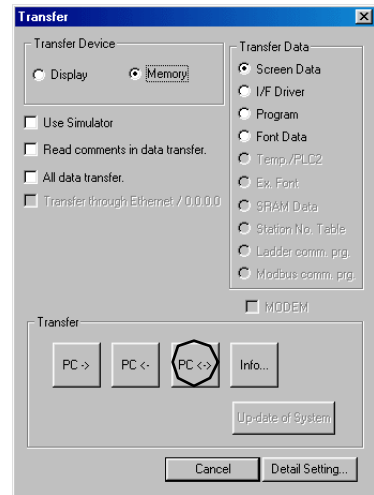 Transfer
Transfer Device
Display
Memory
Use Simulator
Read comments in data transfer.
All data transfer.
Transfer through Ethernet / 0.0.0.0
Transfer Data
Screen Data
I/F Driver
Program
Font Data
Temp./PLC2
Ex. Font
SRAM Data
Station No. Table
Ladder comm. prg.
Modbus comm. prg.
MODEM
Transfer
PC ->
PC <-
PC <->
Info...
Up-date of System
Cancel
Detail Setting...